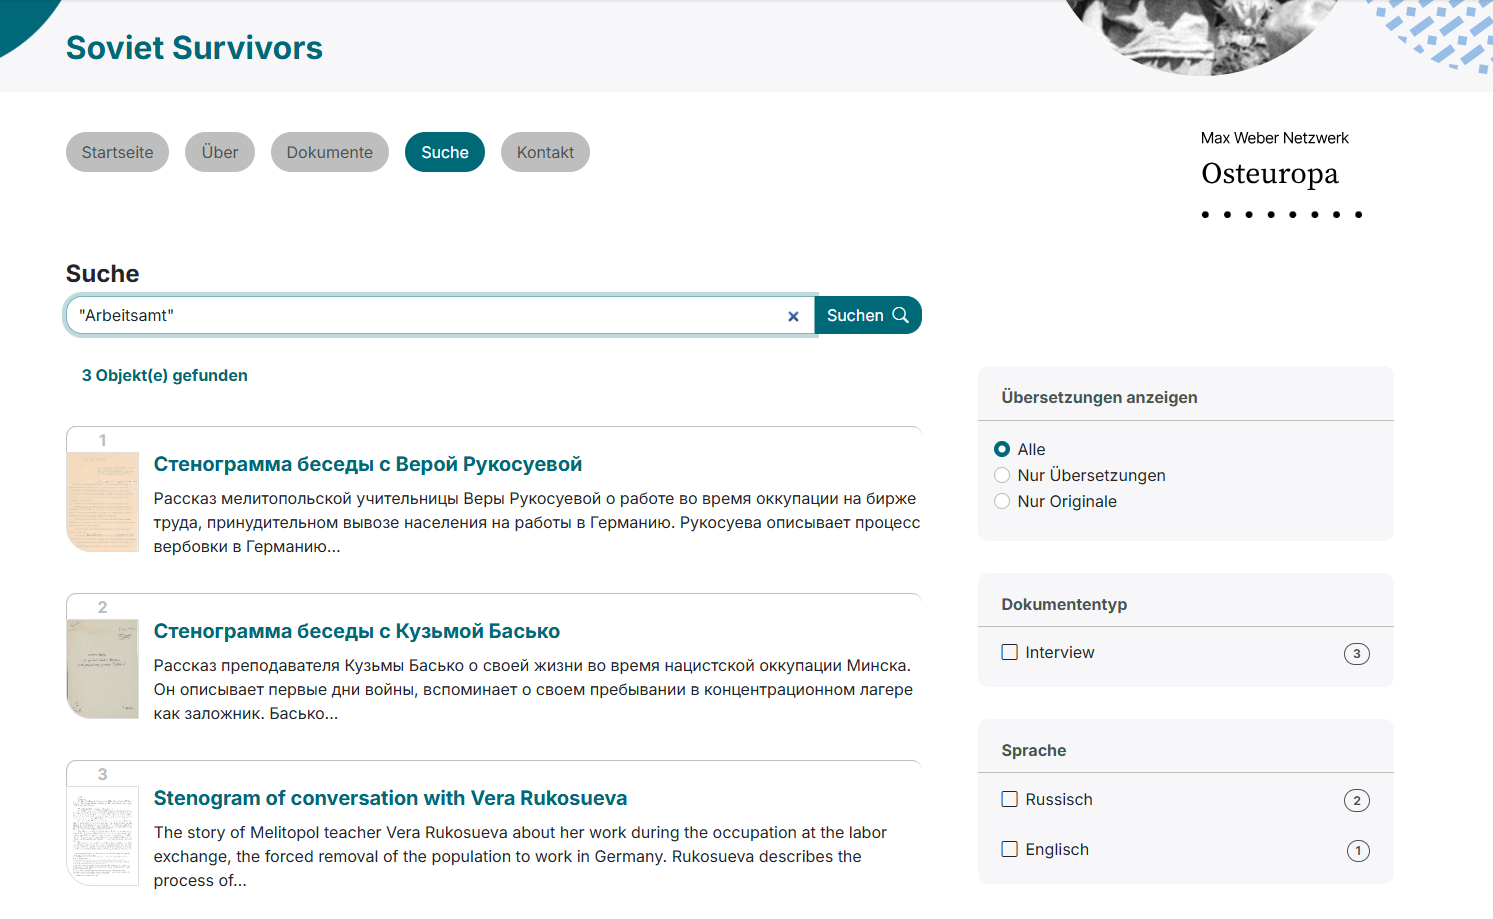 Soviet Survivors
Startseite
Über
Dokumente
Suche
Kontakt
Max Weber Netzwerk
Osteuropa
Suche
"Arbeitsamt"
Suchen
3 Objekt(e) gefunden
1
Стенограмма беседы с Верой Рукосуевой
Рассказ мелитопольской учительницы Веры Рукосуевой о работе во время оккупации на бирже
труда, принудительном вывозе населения на работы в Германию. Рукосуева описывает процесс
вербовки в Германию...
2
Стенограмма беседы с Кузьмой Басько
Рассказ преподавателя Кузьмы Басько о своей жизни во время нацистской оккупации Минска.
Он описывает первые дни войны, вспоминает о своем пребывании в концентрационном лагере
как заложник. Басько...
3
Stenogram of conversation with Vera Rukosueva
The story of Melitopol teacher Vera Rukosueva about her work during the occupation at the labor
exchange, the forced removal of the population to work in Germany. Rukosueva describes the
process of...
Übersetzungen anzeigen
Alle
Nur Übersetzungen
Nur Originale
Dokumententyp
Interview 3
Sprache
Russisch 2
Englisch 1